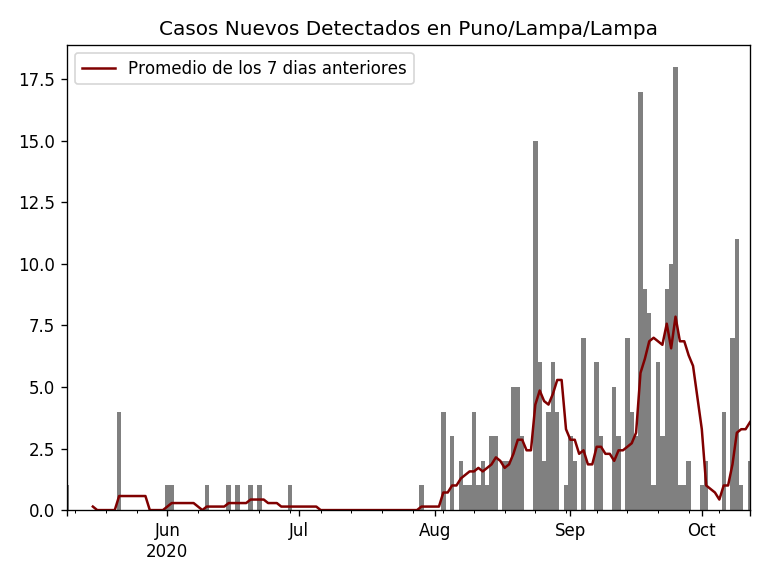 Casos Nuevos Detectados en Puno/Lampa/Lampa
Promedio de los 7 dias anteriores
17.5
15.0
12.5
10.0
7.5
5.0
2.5
0.0
Jun
2020
Jul
Aug
Sep
Oct